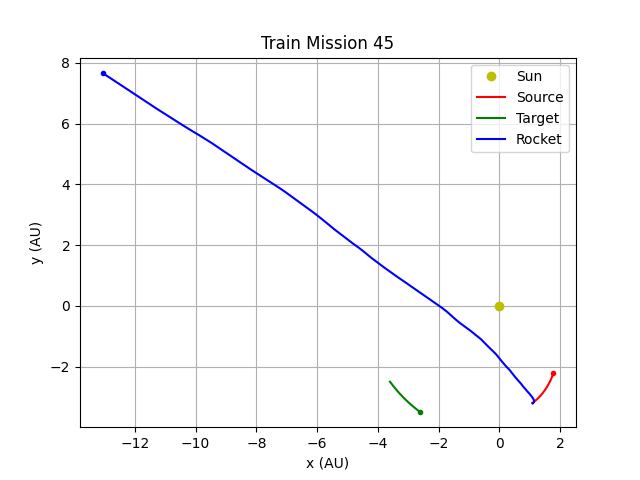 Train Mission 45
Sun
Source
Target
Rocket
8
6
4
2
0
−2
y (AU)
−12 −10 −8 −6 −4 −2 0 2
x (AU)